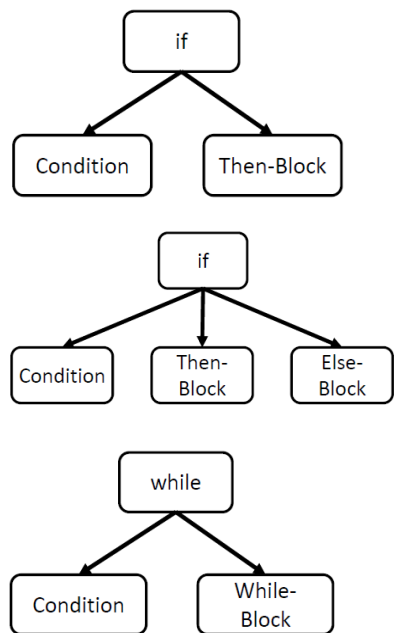 if
Condition
Then-Block
if
Condition
Then-
Block
Else-
Block
while
Condition
While-
Block